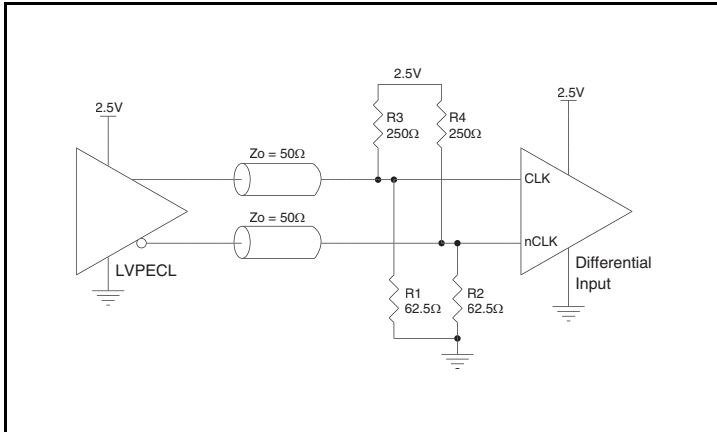 2.5V
2.5V
2.5V
R3
250Ω
R4
250Ω
Zo = 50Ω
CLK
Zo = 50Ω
nCLK
LVPECL
Differential
Input
R1
62.5Ω
R2
62.5Ω